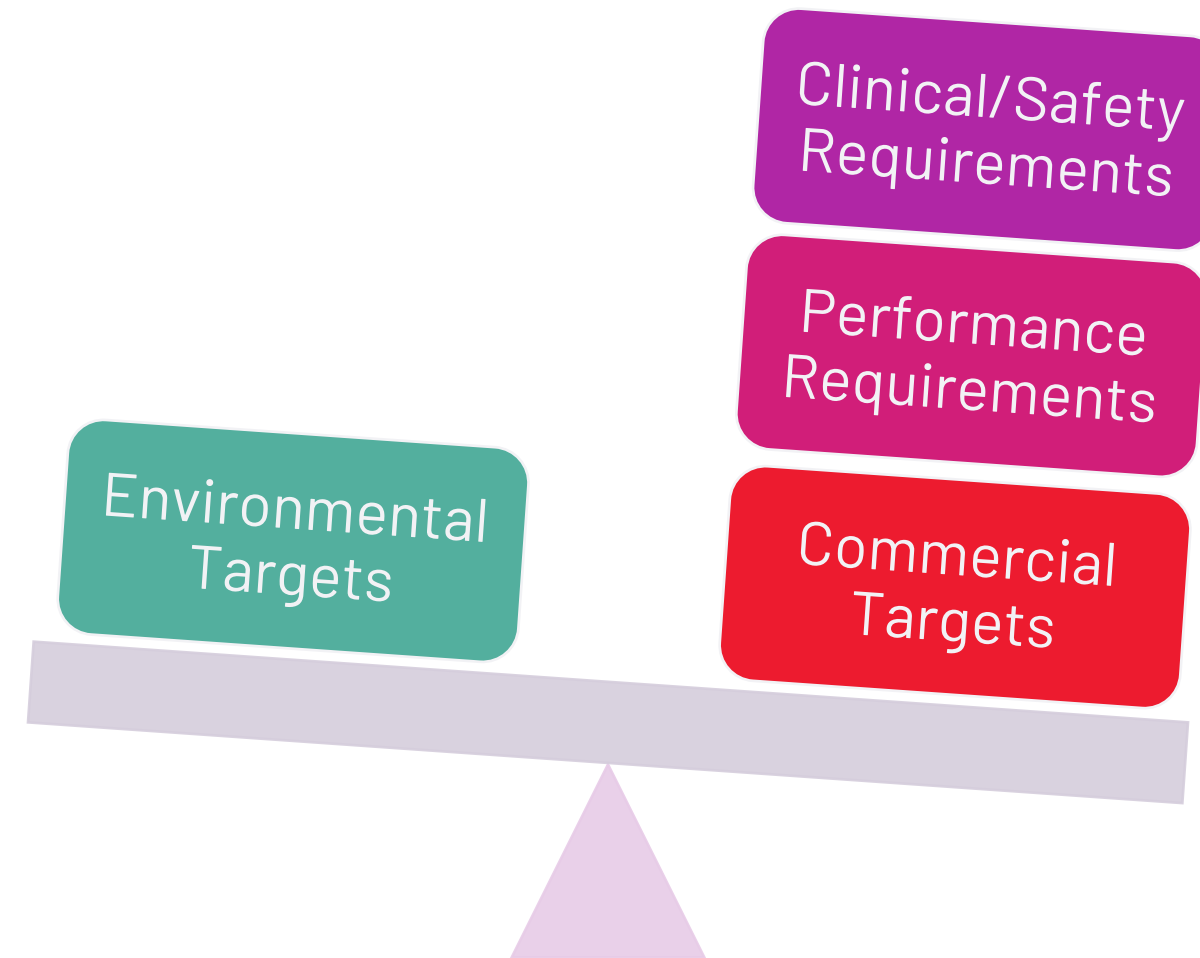 Clinical/Safety
Requirements
Performance
Requirements
Environmental
Targets
Commercial
Targets